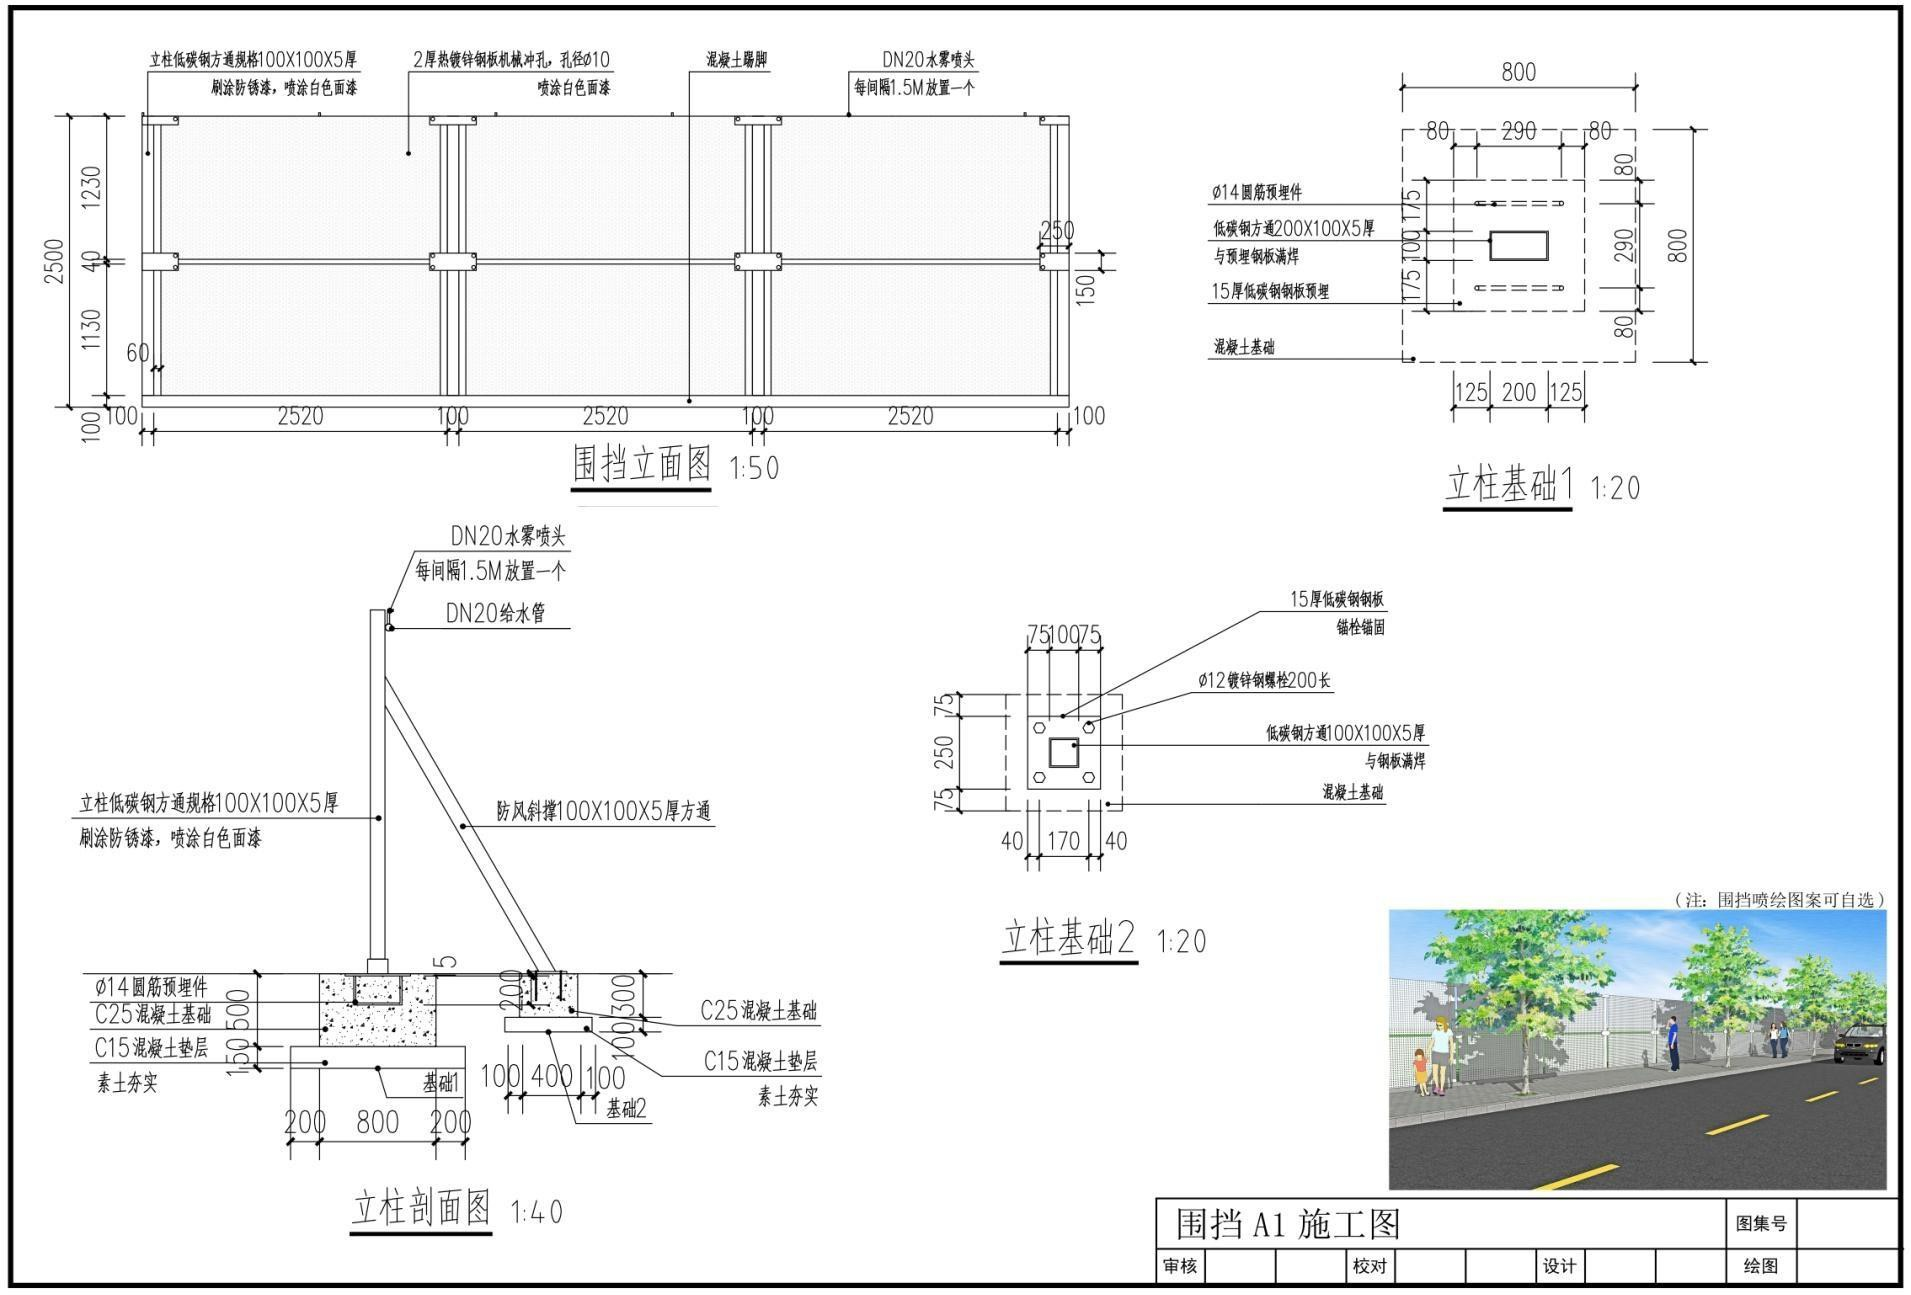 立柱低碳钢方通规格100X100X5厚
刷涂防锈漆，喷涂白色面漆
2厚热镀锌钢板机械冲孔，孔径Ø10
喷涂白色面漆
混凝土踢脚
DN20水雾喷头
每间隔1.5M放置一个
2500
1230
40
1130
100
60
250
150
100 2520 100 2520 100 2520 100
围挡立面图 1:50
800
80 290 80
Ø14圆筋预埋件
低碳钢方通200X100X5厚
与预埋钢板满焊
15厚低碳钢钢板预埋
混凝土基础
175
100
175
80
290
80
800
125 200 125
立柱基础1 1:20
DN20水雾喷头
每间隔1.5M放置一个
DN20给水管
立柱低碳钢方通规格100X100X5厚
刷涂防锈漆，喷涂白色面漆
防风斜撑100X100X5厚方通
Ø14圆筋预埋件
C25混凝土基础
C15混凝土垫层
素土夯实
500
150
15
200
300
100
基础1
C25混凝土基础
C15混凝土垫层
素土夯实
100 400 100
基础2
200 800 200
立柱剖面图 1:40
15厚低碳钢钢板
锚栓锚固
75 100 75
Ø12镀锌钢螺栓200长
75
250
75
低碳钢方通100X100X5厚
与钢板满焊
混凝土基础
40 170 40
立柱基础2 1:20
（注：围挡喷绘图案可自选）
围挡 A1 施工图 图集号
审核 校对 设计 绘图